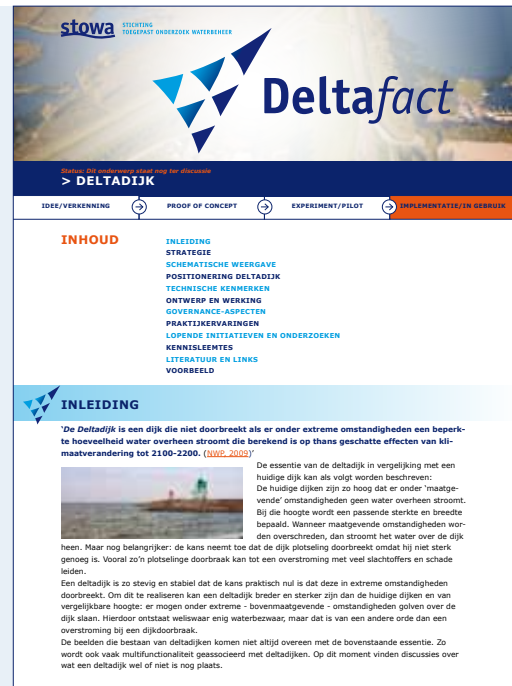 stowa
STICHTING
TOEGEPAST ONDERZOEK WATERBEHEER
Deltafact
Status: Dit onderwerp staat nog ter discussie
> DELTADIJK
IDEE/VERKENNING
PROOF OF CONCEPT
EXPERIMENT/PILOT
IMPLEMENTATIE/IN GEBRUIK
INHOUD
INLEIDING
STRATEGIE
SCHEMATISCHE WEERGAVE
POSITIONERING DELTADIJK
TECHNISCHE KENMERKEN
ONTWERP EN WERKING
GOVERNANCE-ASPECTEN
PRAKTIJKERVARINGEN
LOPENDE INITIATIEVEN EN ONDERZOEKEN
KENNISLEEMTES
LITERATUUR EN LINKS
VOORBEELD
INLEIDING
‘De Deltadijk is een dijk die niet doorbreekt als er onder extreme omstandigheden een beperk-
te hoeveelheid water overheen stroomt die berekend is op thans geschatte effecten van kli-
maatverandering tot 2100-2200. (NWP, 2009)’
De essentie van de deltadijk in vergelijking met een
huidige dijk kan als volgt worden beschreven:
De huidige dijken zijn zo hoog dat er onder ‘maatge-
vende’ omstandigheden geen water overheen stroomt.
Bij die hoogte wordt een passende sterkte en breedte
bepaald. Wanneer maatgevende omstandigheden wor-
den overschreden, dan stroomt het water over de dijk
heen. Maar nog belangrijker: de kans neemt toe dat de dijk plotseling doorbreekt omdat hij niet sterk
genoeg is. Vooral zo’n plotselinge doorbraak kan tot een overstroming met veel slachtoffers en schade
leiden.
Een deltadijk is zo stevig en stabiel dat de kans praktisch nul is dat deze in extreme omstandigheden
doorbreekt. Om dit te realiseren kan een deltadijk breder en sterker zijn dan de huidige dijken en van
vergelijkbare hoogte: er mogen onder extreme - bovenmaatgevende - omstandigheden golven over de
dijk slaan. Hierdoor ontstaat weliswaar enig waterbezwaar, maar dat is van een andere orde dan een
overstroming bij een dijkdoorbraak.
De beelden die bestaan van deltadijken komen niet altijd overeen met de bovenstaande essentie. Zo
wordt ook vaak multifunctionaliteit geassocieerd met deltadijken. Op dit moment vinden discussies over
wat een deltadijk wel of niet is nog plaats.